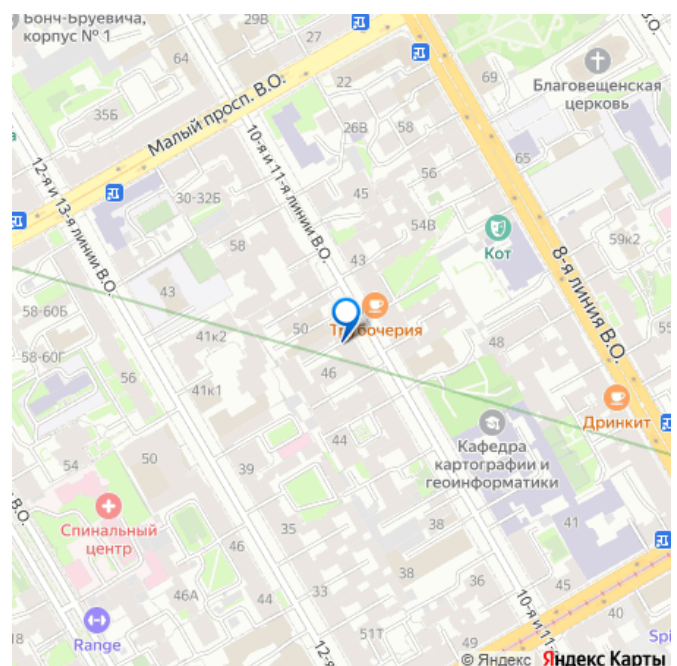 Бонч-Бруевича,
корпус № 1
29В
27
64
Малый просп. В.О.
22
69
Благовещенская
церковь
35Б
26В
58
10-я и 11-я линии В.О.
65
56
12-я и 13-я линии В.О.
30-32Б
45
54В
Кот
59к2
58
43
43
8-я линия В.О.
58-60Б
50
Трубочерия
55
41к2
48
58-60Г
46
56
41к1
Дринкит
44
Кафедра
картографии и
геоинформатики
54
50
39
Спинальный
центр
35
38
41
46
38
36
45
46А
44
33
10-я и 11-
40
Range
51Т
49
Spi
18
12-я
В.О.
© Яндекс Яндекс Карты